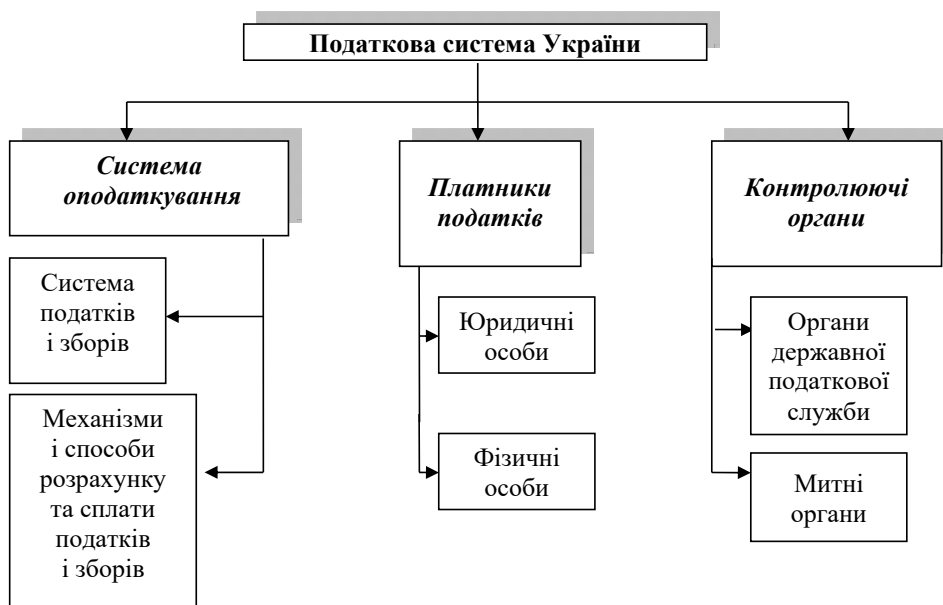 Податкова система України
Система
оподаткування
Платники
податків
Контролюючі
органи
Система
податків
і зборів
Механізми
і способи
розрахунку
та сплати
податків
і зборів
Юридичні
особи
Фізичні
особи
Органи
державної
податкової
служби
Митні
органи